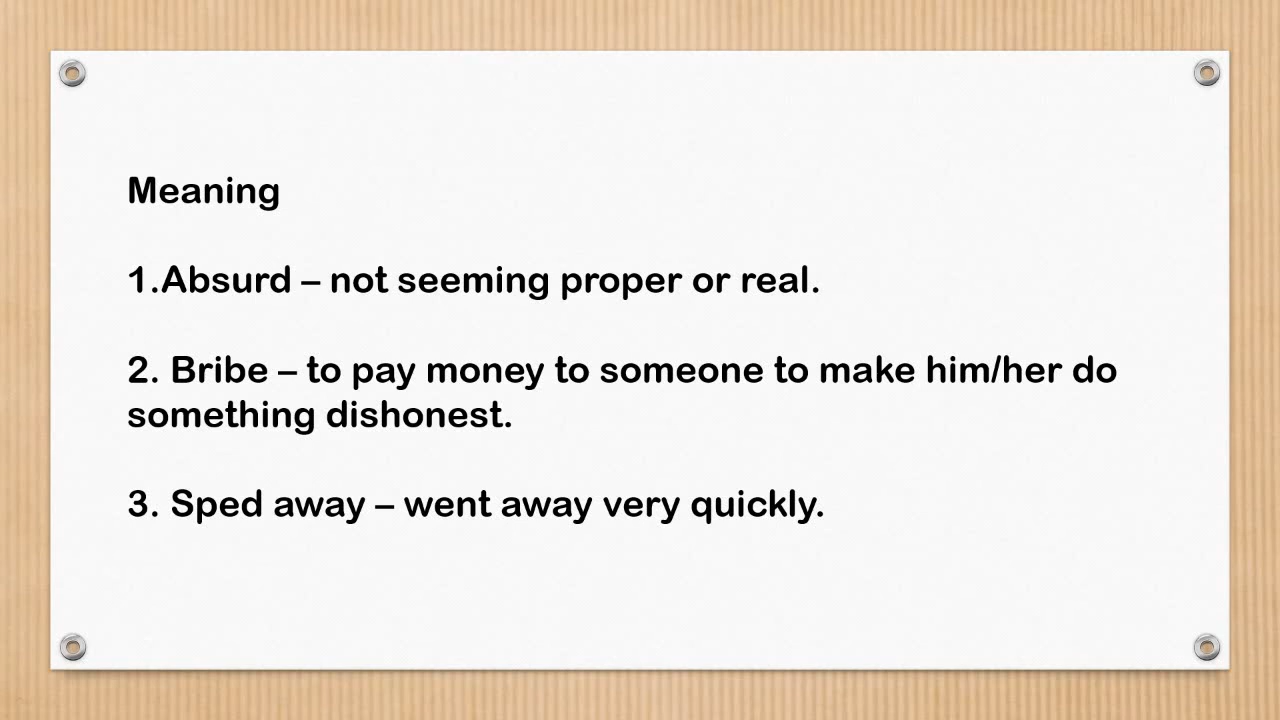 Meaning
1.Absurd – not seeming proper or real.
2. Bribe – to pay money to someone to make him/her do
something dishonest.
3. Sped away – went away very quickly.